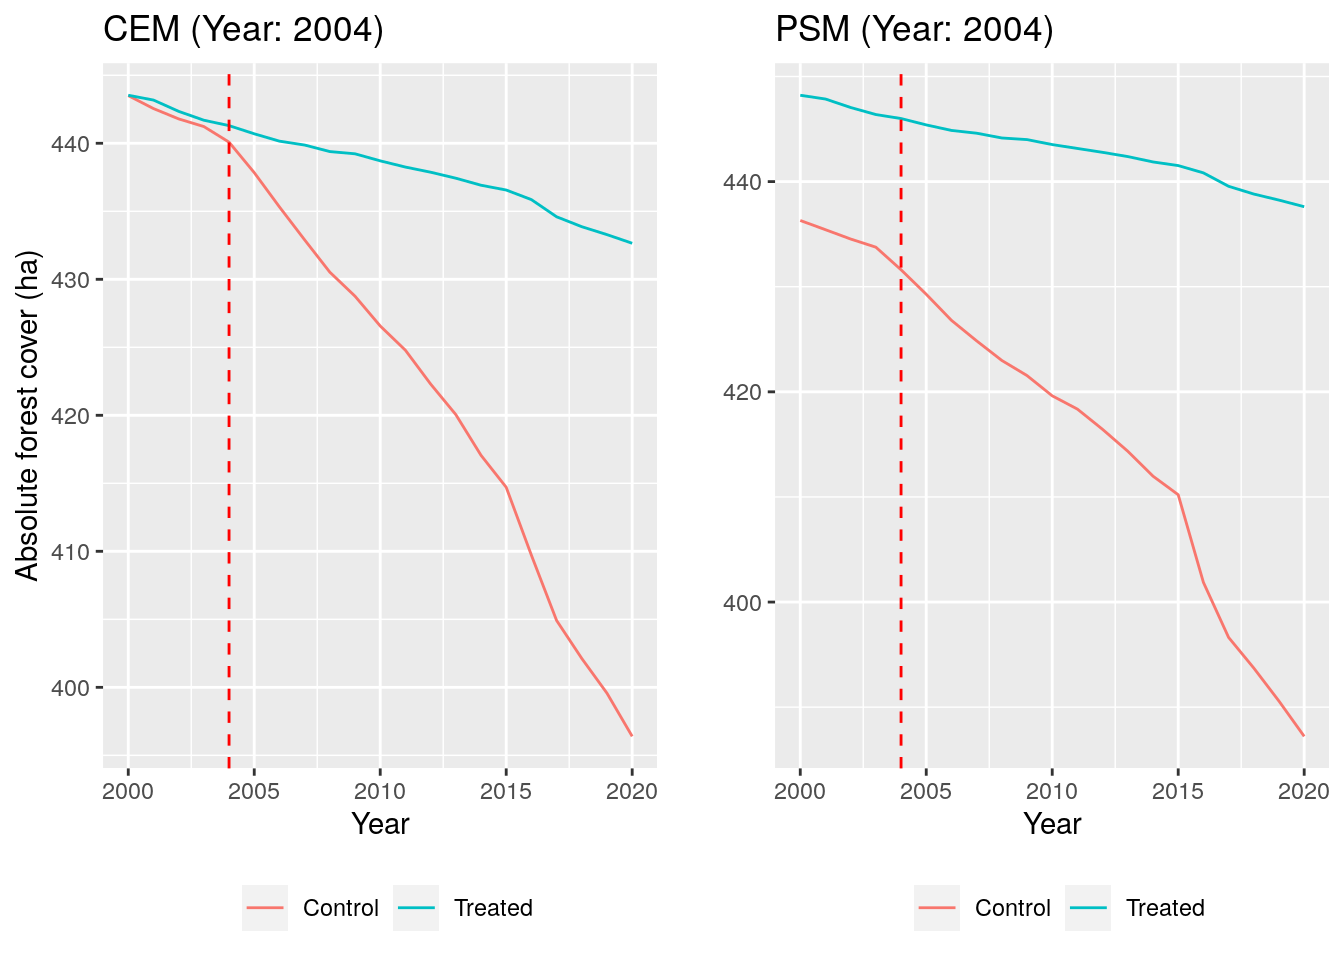 CEM (Year: 2004)
Absolute forest cover (ha)
440
430
420
410
400
2000 2005 2010 2015 2020
Year
Control Treated
PSM (Year: 2004)
440
420
400
2000 2005 2010 2015 2020
Year
Control Treated